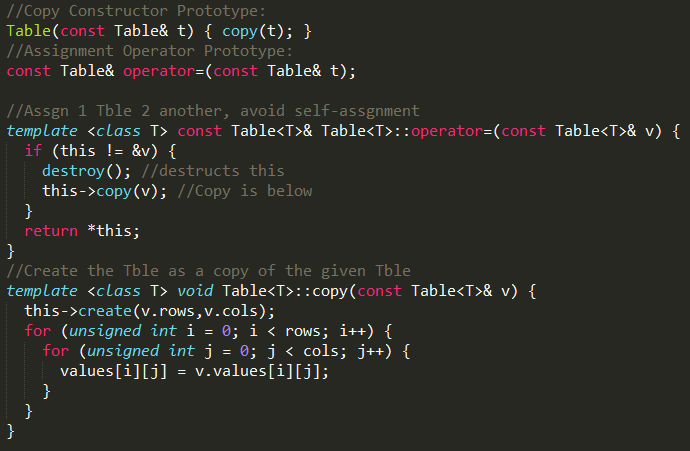 //Copy Constructor Prototype:
Table(const Table& t) { copy(t); }
//Assignment Operator Prototype:
const Table& operator=(const Table& t);

//Assgn 1 Tble 2 another, avoid self-assgnment
template <class T> const Table<T>& Table<T>::operator=(const Table<T>& v) {
  if (this != &v) {
    destroy(); //destructs this
    this->copy(v); //Copy is below
  }
  return *this;
}
//Create the Tble as a copy of the given Tble
template <class T> void Table<T>::copy(const Table<T>& v) {
  this->create(v.rows,v.cols);
  for (unsigned int i = 0; i < rows; i++) {
    for (unsigned int j = 0; j < cols; j++) {
      values[i][j] = v.values[i][j];
    }
  }
}